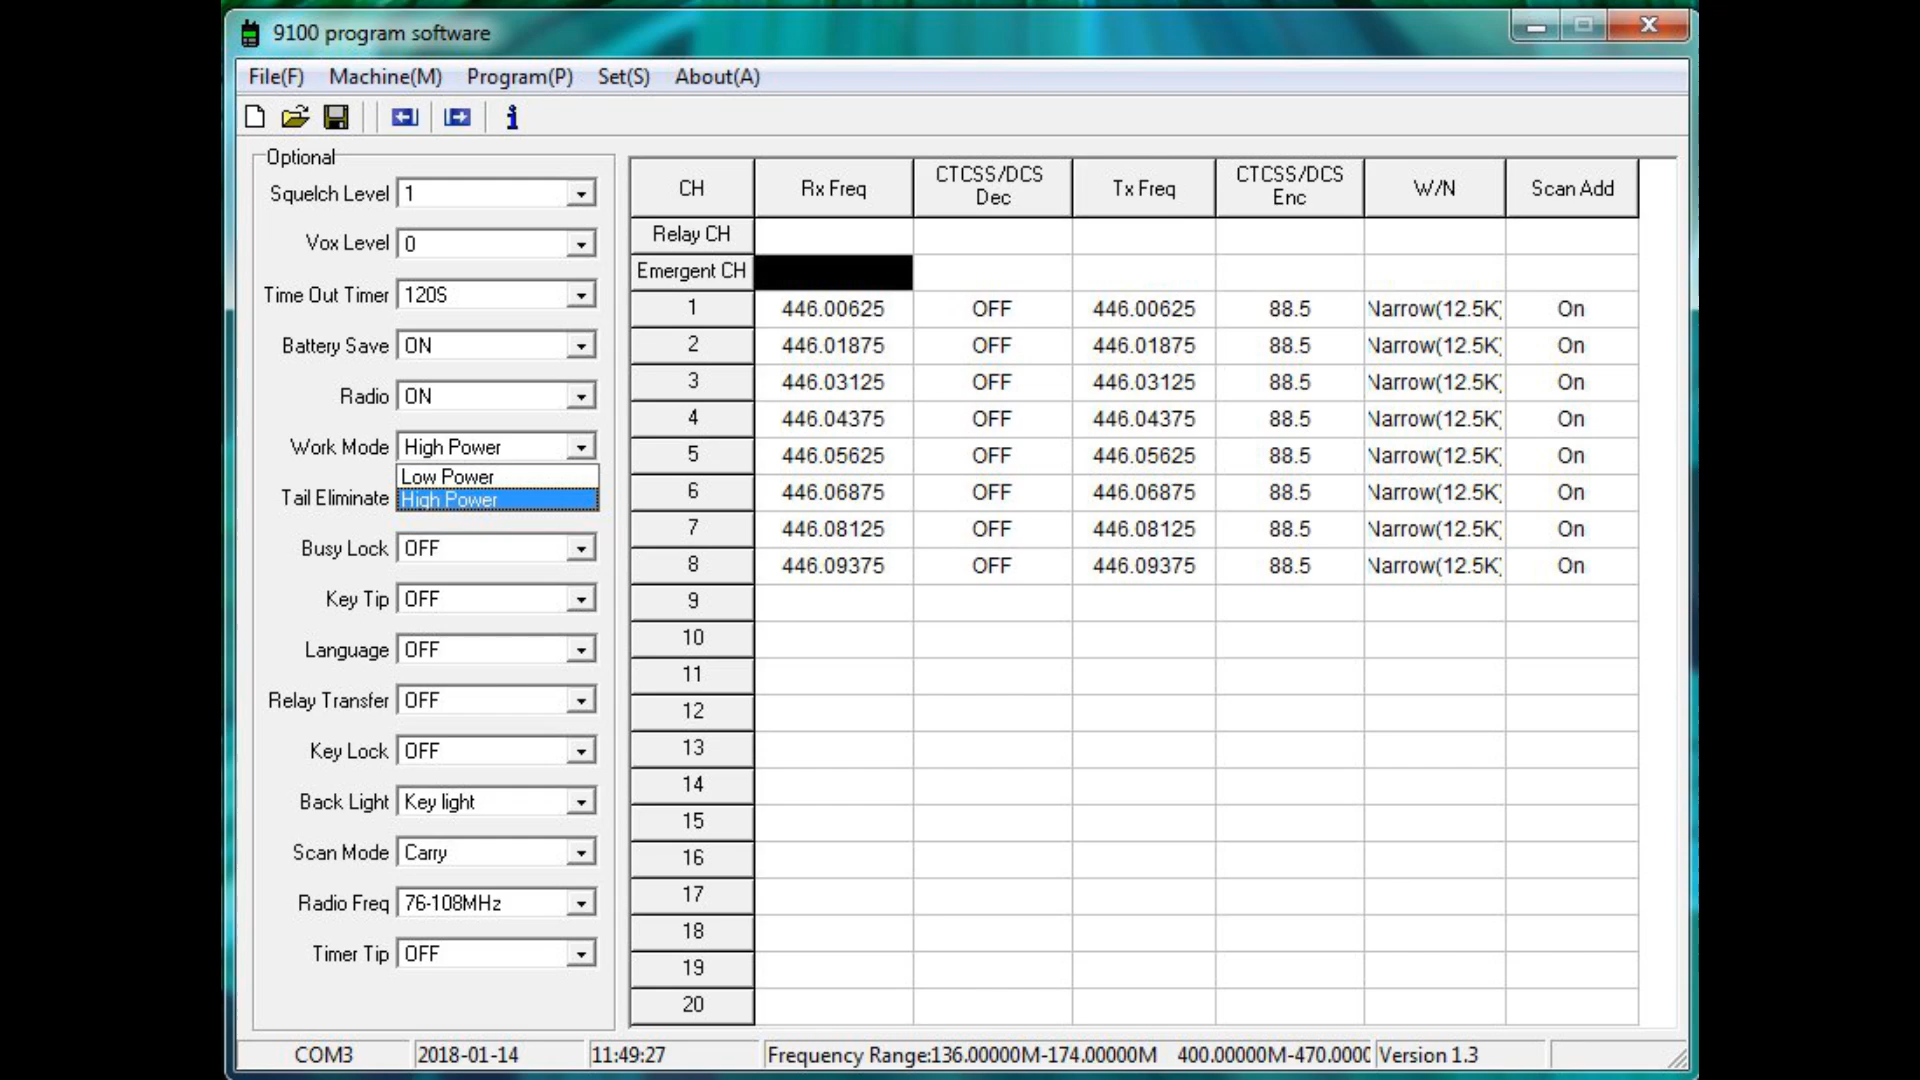 9100 program software
File(F) Machine(M) Program(P) Set(S) About(A)
Optional
Squelch Level 1
Vox Level 0
Time Out Timer 120S
Battery Save ON
Radio ON
Work Mode High Power
Low Power
Tail Eliminate High Power
Busy Lock OFF
Key Tip OFF
Language OFF
Relay Transfer OFF
Key Lock OFF
Back Light Key light
Scan Mode Carry
Radio Freq 76-108MHz
Timer Tip OFF
CH Rx Freq CTCSS/DCS Dec Tx Freq CTCSS/DCS Enc W/N Scan Add
Relay CH
Emergent CH
1 446.00625 OFF 446.00625 88.5 Narrow(12.5K) On
2 446.01875 OFF 446.01875 88.5 Narrow(12.5K) On
3 446.03125 OFF 446.03125 88.5 Narrow(12.5K) On
4 446.04375 OFF 446.04375 88.5 Narrow(12.5K) On
5 446.05625 OFF 446.05625 88.5 Narrow(12.5K) On
6 446.06875 OFF 446.06875 88.5 Narrow(12.5K) On
7 446.08125 OFF 446.08125 88.5 Narrow(12.5K) On
8 446.09375 OFF 446.09375 88.5 Narrow(12.5K) On
9
10
11
12
13
14
15
16
17
18
19
20
COM3 2018-01-14 11:49:27 Frequency Range:136.00000M-174.00000M 400.00000M-470.0000 Version 1.3